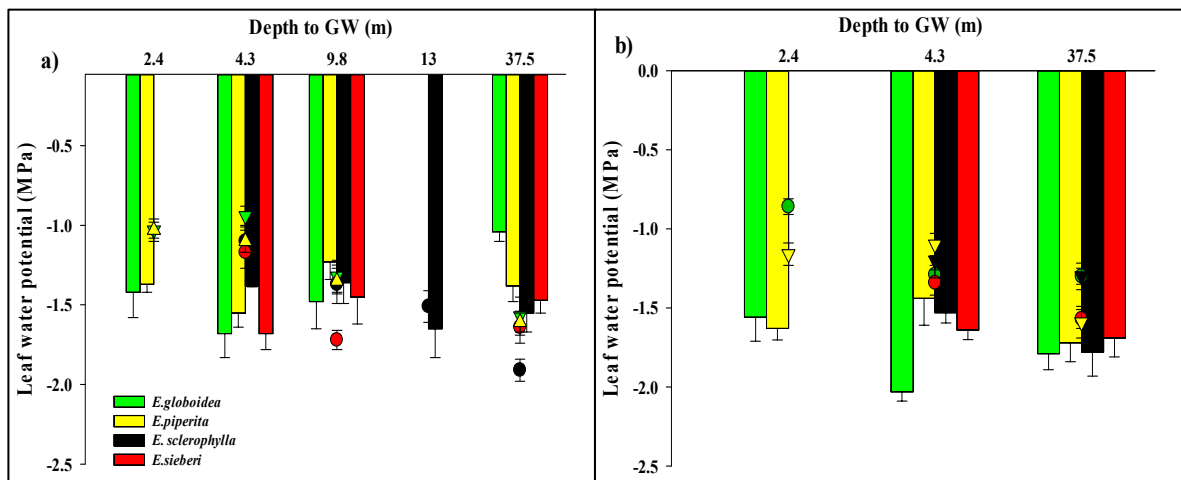 Depth to GW (m)
a)
2.4 4.3 9.8 13 37.5
Leaf water potential (MPa)
-0.5
-1.0
-1.5
-2.0
-2.5
E.globoidea
E.piperita
E. sclerophylla
E.sieberi
Depth to GW (m)
b)
2.4 4.3 37.5
Leaf water potential (MPa)
0.0
-0.5
-1.0
-1.5
-2.0
-2.5